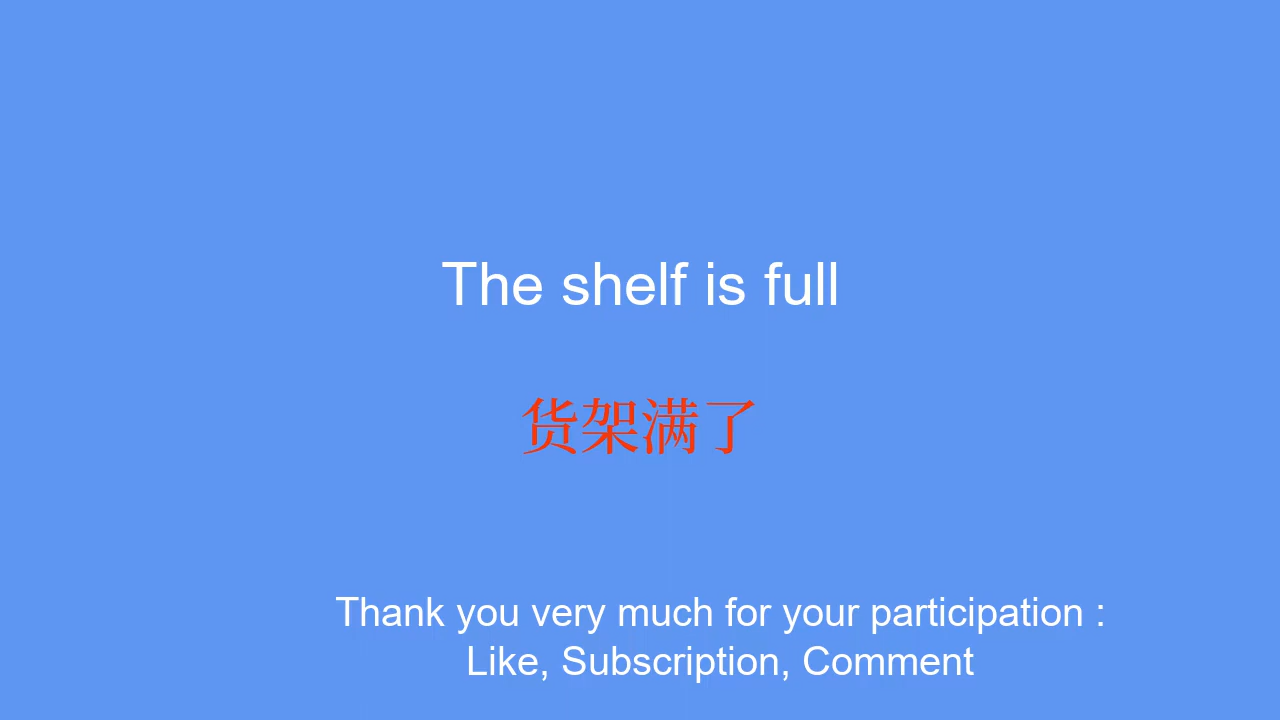 The shelf is full
货架满了
Thank you very much for your participation :
Like, Subscription, Comment